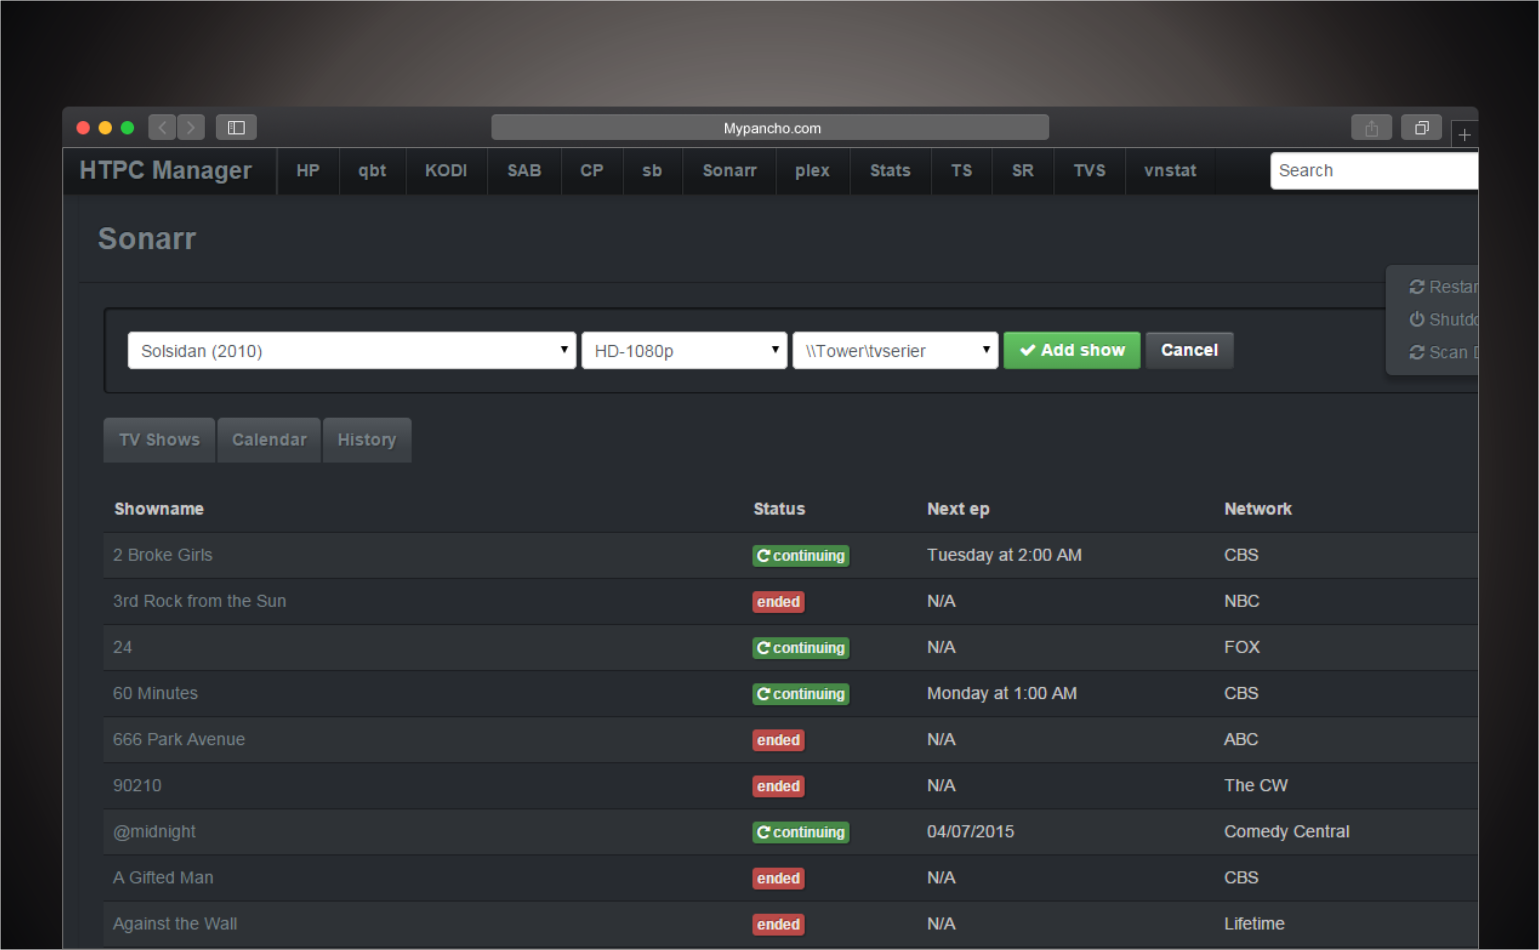 Mypancho.com
HTPC Manager HP qbt KODI SAB CP sb Sonarr plex Stats TS SR TVS vnstat Search
Sonarr
Restar
Shutdo
Scan
Solsidan (2010) HD-1080p \\Tower\tvserier Add show Cancel
TV Shows Calendar History
Showname Status Next ep Network
2 Broke Girls continuing Tuesday at 2:00 AM CBS
3rd Rock from the Sun ended N/A NBC
24 continuing N/A FOX
60 Minutes continuing Monday at 1:00 AM CBS
666 Park Avenue ended N/A ABC
90210 ended N/A The CW
@midnight continuing 04/07/2015 Comedy Central
A Gifted Man ended N/A CBS
Against the Wall ended N/A Lifetime